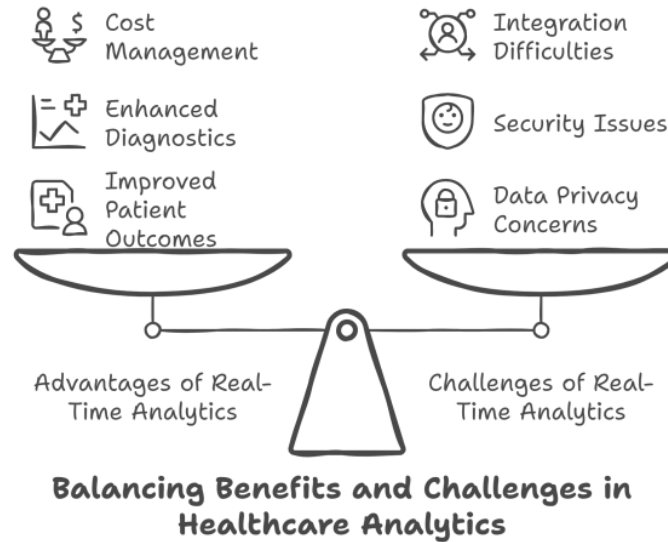 Cost
Management
Enhanced
Diagnostics
Improved
Patient
Outcomes
Integration
Difficulties
Security Issues
Data Privacy
Concerns
Advantages of Real-
Time Analytics
Challenges of Real-
Time Analytics
Balancing Benefits and Challenges in
Healthcare Analytics